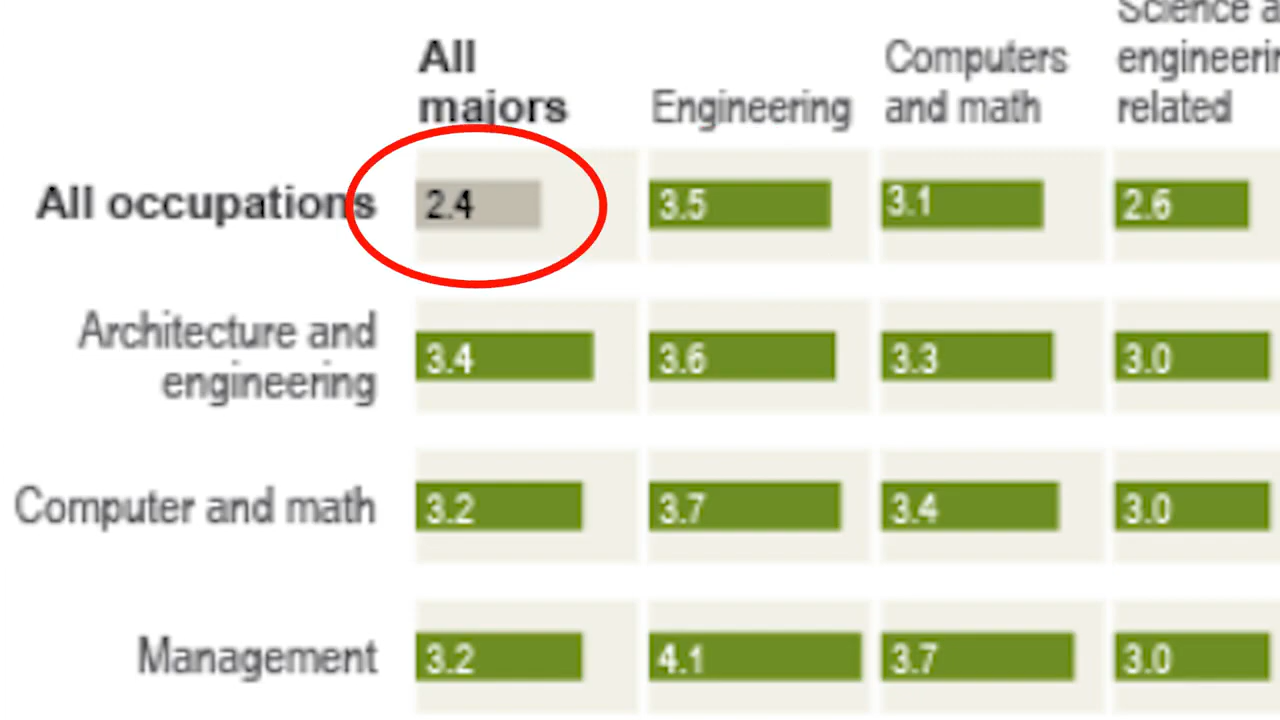 Science a
All
Computers
engineerin
majors
Engineering
and math
related
All occupations
2.4
3.5
3.1
2.6
Architecture and
engineering
3.4
3.6
3.3
3.0
Computer and math
3.2
3.7
3.4
3.0
Management
3.2
4.1
3.7
3.0